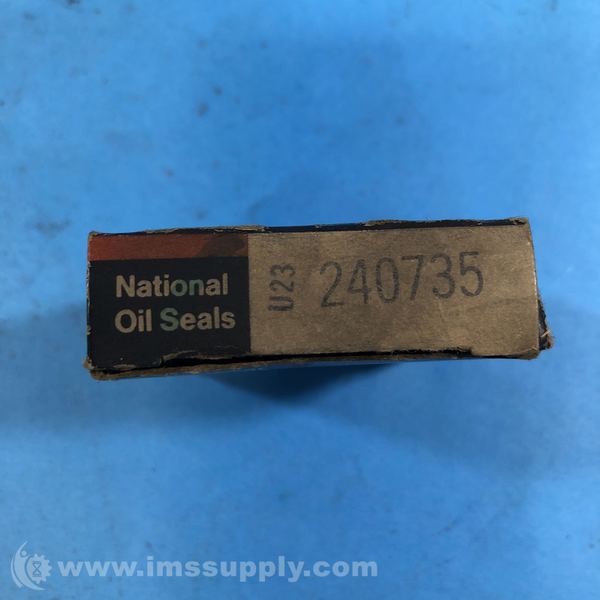 National
Oil Seals
U23
240735
www.imssupply.com